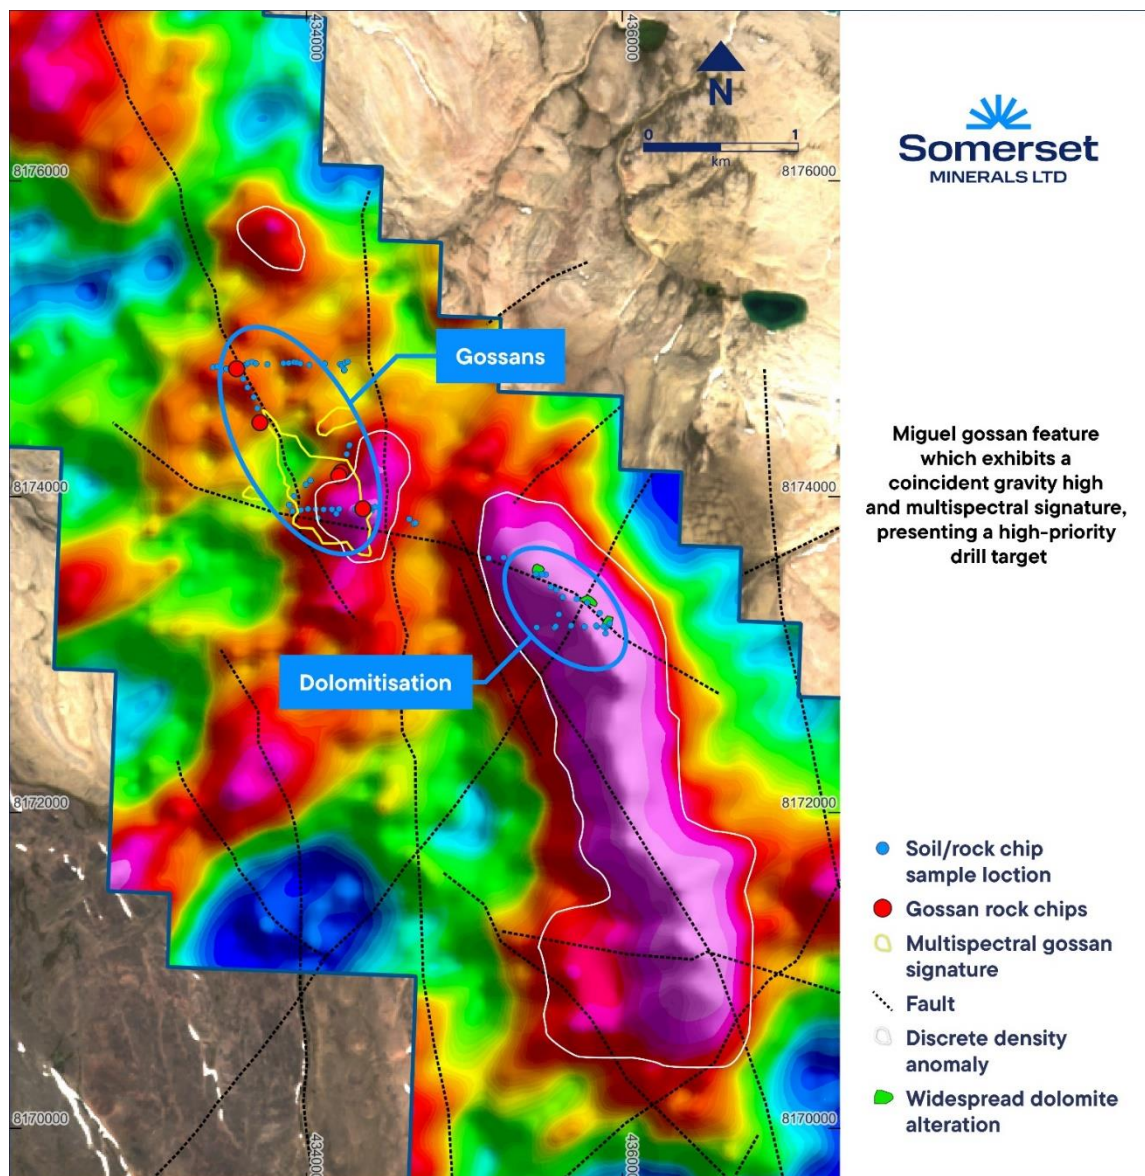 434000
436000
N
0 1
km
8176000
8176000
Somerset
MINERALS LTD
Gossans
Miguel gossan feature
which exhibits a
coincident gravity high
and multispectral signature,
presenting a high-priority
drill target
8174000
8174000
Dolomitisation
8172000
8172000
Soil/rock chip
sample loction
Gossan rock chips
Multispectral gossan
signature
Fault
Discrete density
anomaly
Widespread dolomite
alteration
8170000
8170000
434000
436000